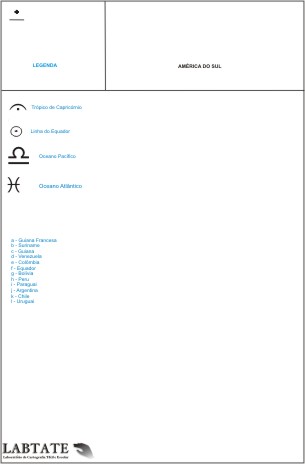 LEGENDA
AMÉRICA DO SUL
Trópico de Capricórnio
Linha do Equador
Oceano Pacífico
Oceano Atlântico
a - Guiana Francesa
b - Suriname
c - Guiana
d - Venezuela
e - Colômbia
f - Equador
g - Bolívia
h - Peru
i - Paraguai
j - Argentina
k - Chile
l - Uruguai
LABTATE
Laboratório de Cartografia Tátil e Escolar